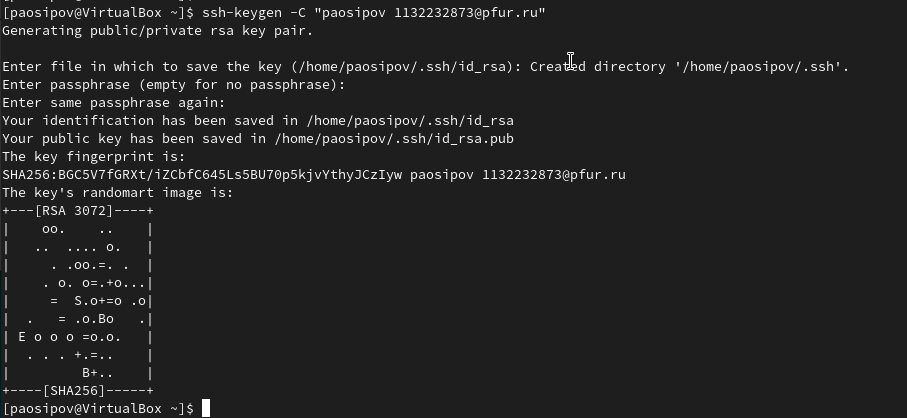 [paosipov@VirtualBox ~]$ ssh-keygen -C "paosipov 1132232873@pfur.ru"
Generating public/private rsa key pair.
Enter file in which to save the key (/home/paosipov/.ssh/id_rsa): Created directory '/home/paosipov/.ssh'.
Enter passphrase (empty for no passphrase):
Enter same passphrase again:
Your identification has been saved in /home/paosipov/.ssh/id_rsa
Your public key has been saved in /home/paosipov/.ssh/id_rsa.pub
The key fingerprint is:
SHA256:BGC5V7fGRXt/iZCbfC645Ls5BU70p5kjvYthyJCzIyw paosipov 1132232873@pfur.ru
The key's randomart image is:
+---[RSA 3072]----+
|    oo.    ..    |
|   ..  .... o.   |
|     . .oo.=. .  |
|    . o. o=.+o...|
|     =  S.o+=o .o|
|  .   = .o.Bo   .|
| E o o o =o.o.   |
|  . . . +.=..    |
|         B+..    |
+----[SHA256]-----+
[paosipov@VirtualBox ~]$